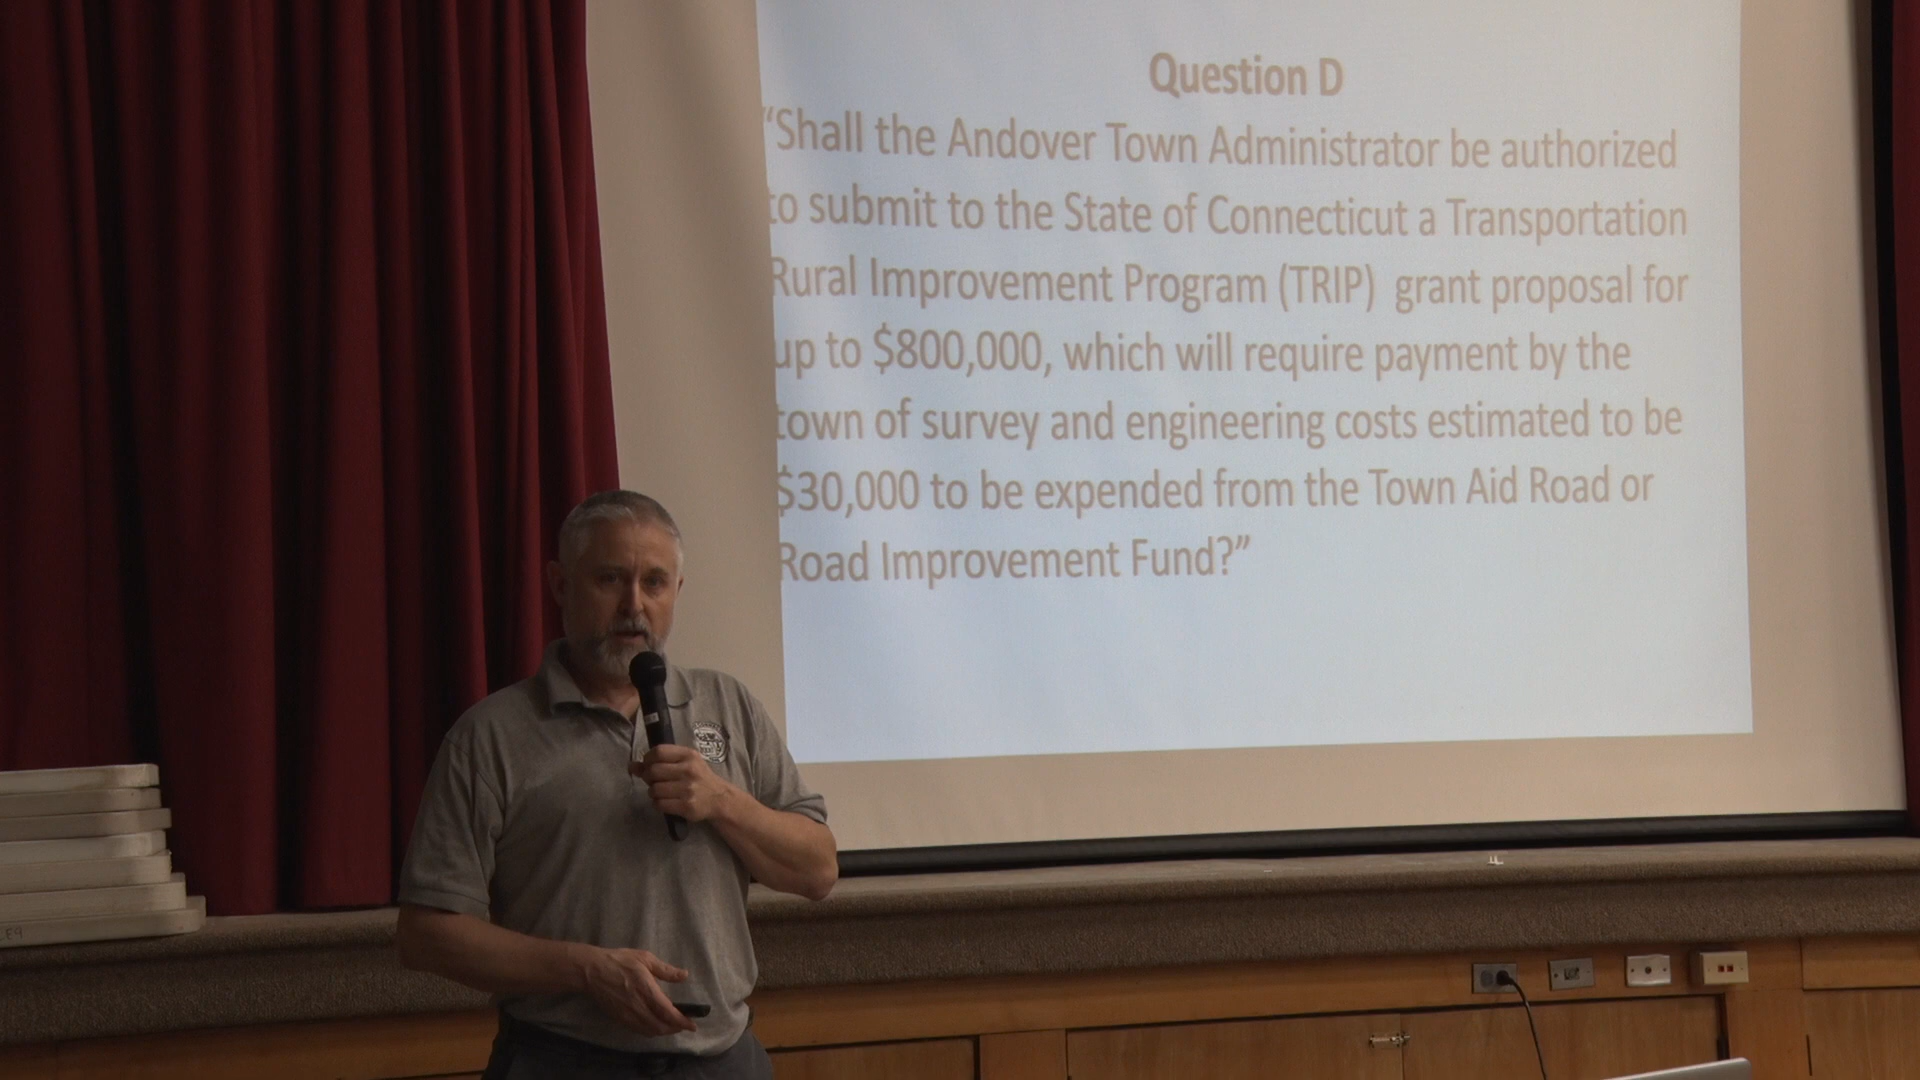 Question D
“Shall the Andover Town Administrator be authorized
to submit to the State of Connecticut a Transportation
Rural Improvement Program (TRIP) grant proposal for
up to $800,000, which will require payment by the
town of survey and engineering costs estimated to be
$30,000 to be expended from the Town Aid Road or
Road Improvement Fund?”